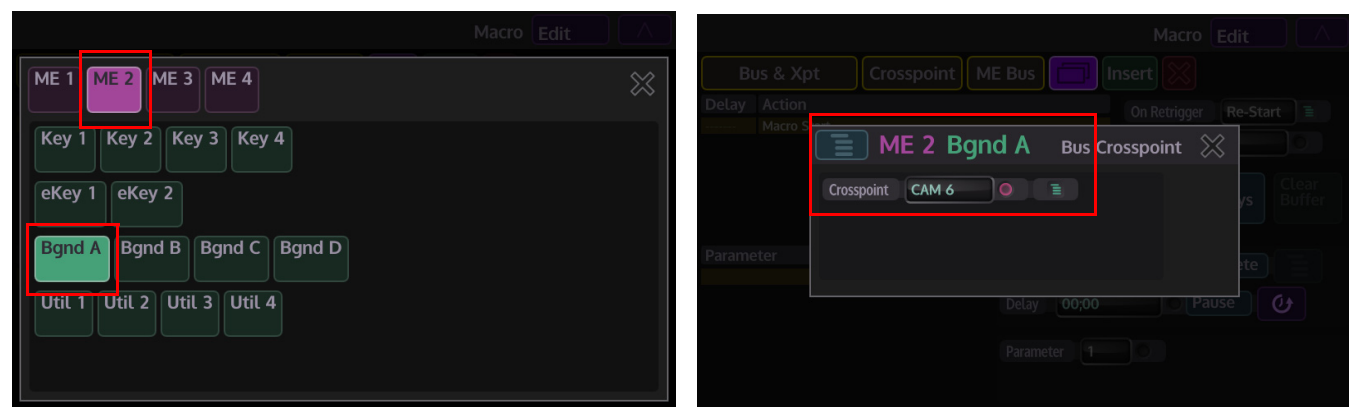 Macro Edit
ME 1 ME 2 ME 3 ME 4
Key 1 Key 2 Key 3 Key 4
eKey 1 eKey 2
Bgnd A Bgnd B Bgnd C Bgnd D
Util 1 Util 2 Util 3 Util 4
Macro Edit
Bus & Xpt Crosspoint ME Bus Insert
Delay Action On Retrigger Re-Start
Macro S
ME 2 Bgnd A Bus Crosspoint
Crosspoint CAM 6
Clear
ys Buffer
Parameter ete
Delay 00;00 Pause
Parameter 1